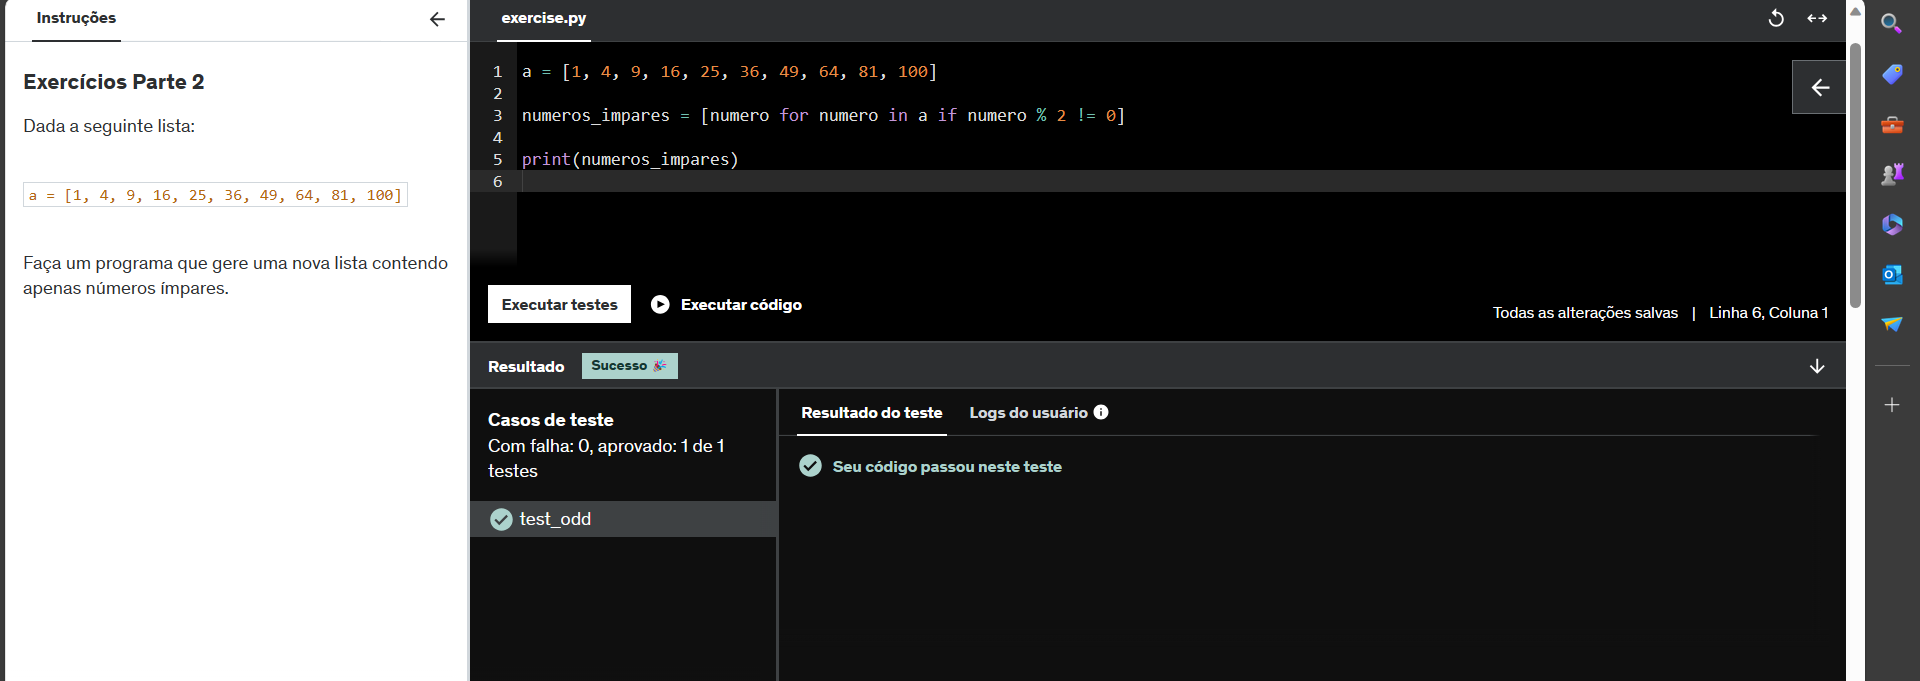 Instruções
Exercícios Parte 2
Dada a seguinte lista:
a = [1, 4, 9, 16, 25, 36, 49, 64, 81, 100]
Faça um programa que gere uma nova lista contendo
apenas números ímpares.
exercise.py
1 a = [1, 4, 9, 16, 25, 36, 49, 64, 81, 100]
2
3 numeros_impares = [numero for numero in a if numero % 2 != 0]
4
5 print(numeros_impares)
6
Executar testes
Executar código
Todas as alterações salvas | Linha 6, Coluna 1
Resultado
Sucesso 🎉
Casos de teste
Com falha: 0, aprovado: 1 de 1
testes
test_odd
Resultado do teste
Logs do usuário
Seu código passou neste teste